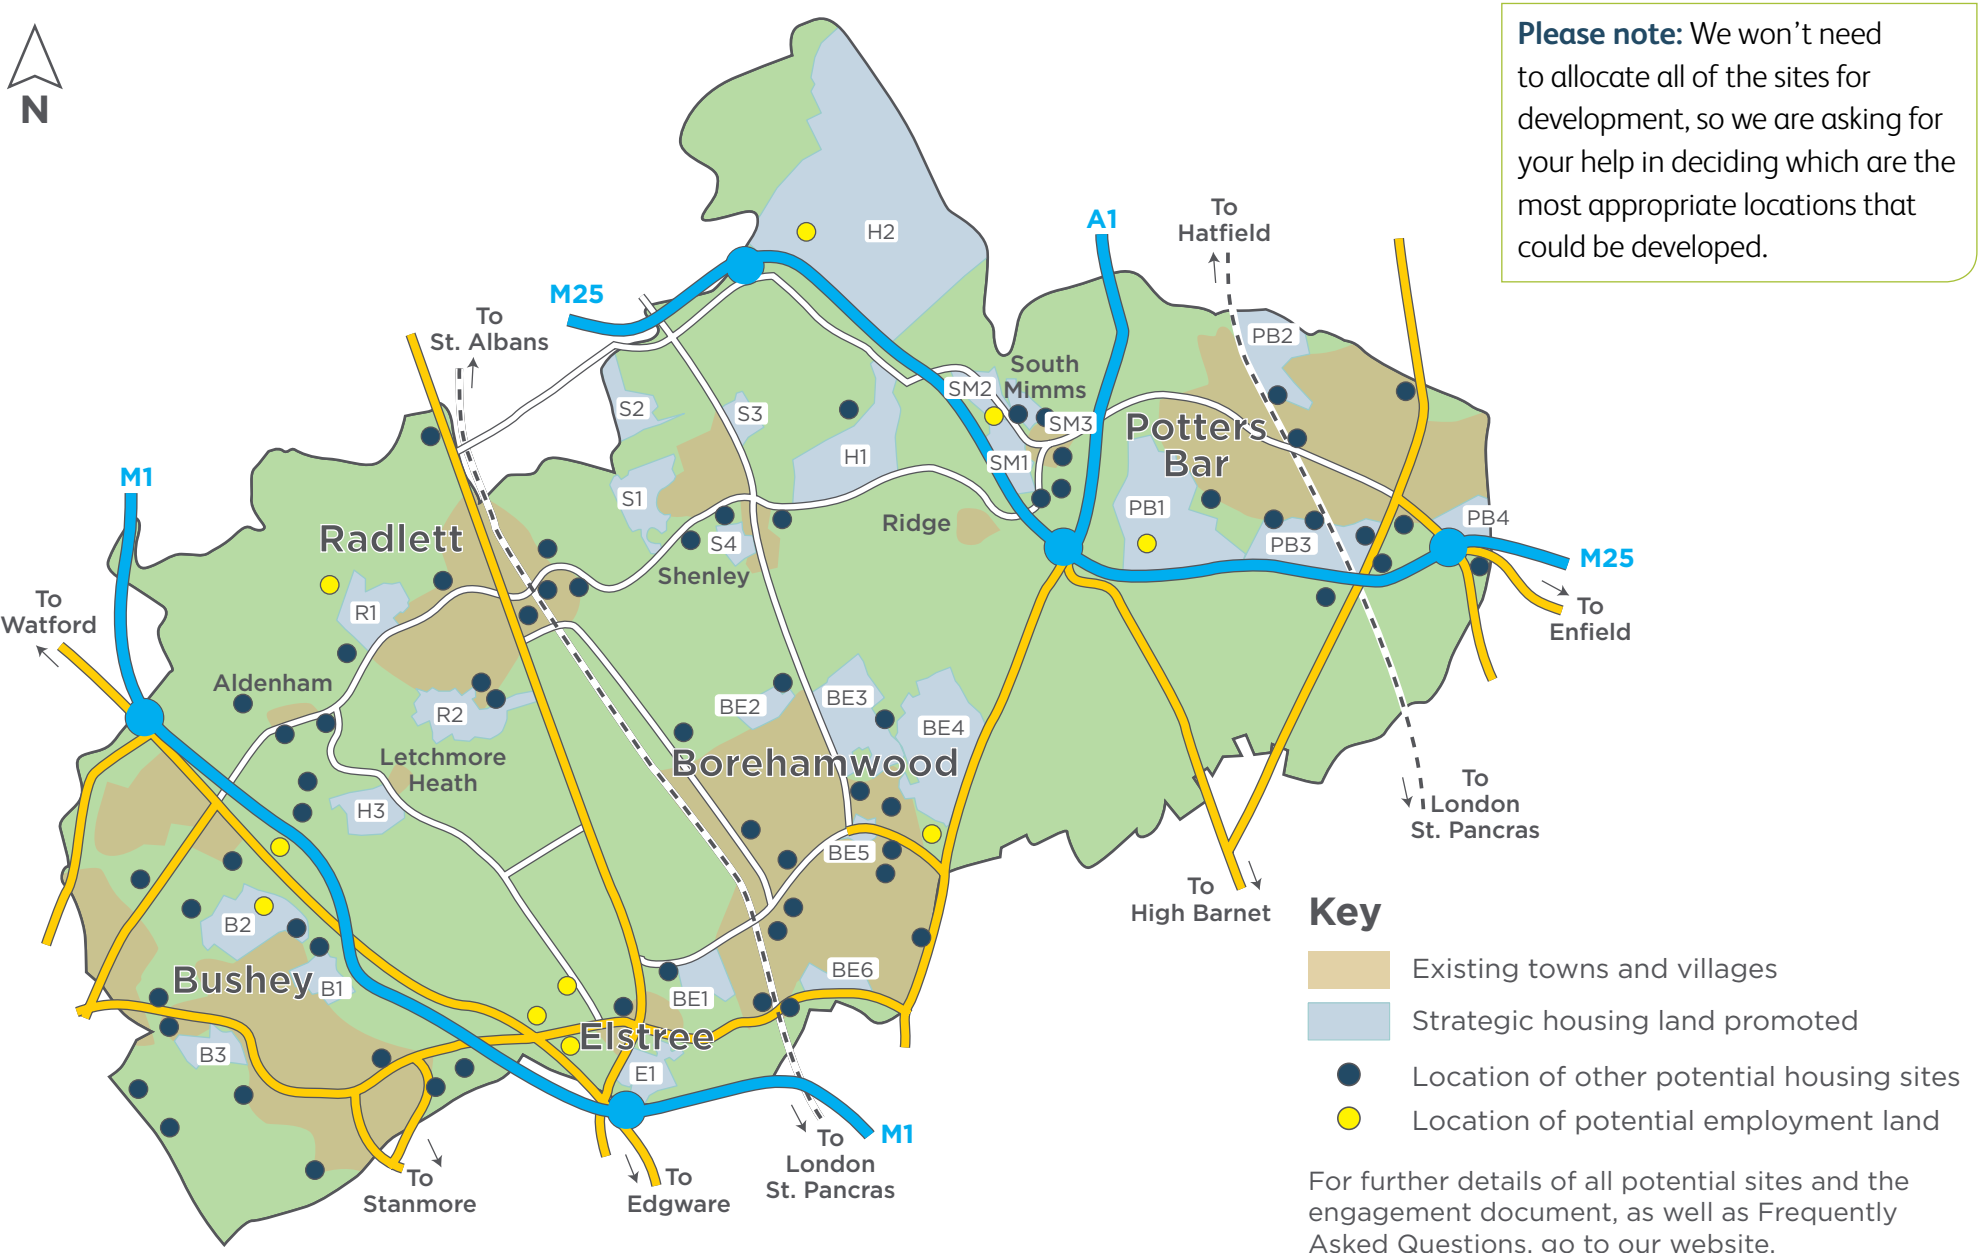 N
Please note: We won't need
to allocate all of the sites for
development, so we are asking for
your help in deciding which are the
most appropriate locations that
could be developed.
To
Hatfield
A1
H2
M25
To
St. Albans
PB2
South
Mimms
SM2
S2
S3
SM3
Potters
Bar
H1
SM1
M1
S1
PB1
PB4
Ridge
Radlett
S4
PB3
M25
Shenley
To
Watford
R1
To
Enfield
Aldenham
BE3
BE2
R2
BE4
Letchmore
Heath
Borehamwood
To
London
St. Pancras
H3
BE5
To
High Barnet
Key
B2
Existing towns and villages
BE6
Bushey
B1
BE1
Strategic housing land promoted
Elstree
B3
E1
Location of other potential housing sites
Location of potential employment land
M1
To
London
St. Pancras
To
Stanmore
To
Edgware
For further details of all potential sites and the
engagement document, as well as Frequently
Asked Questions, go to our website.